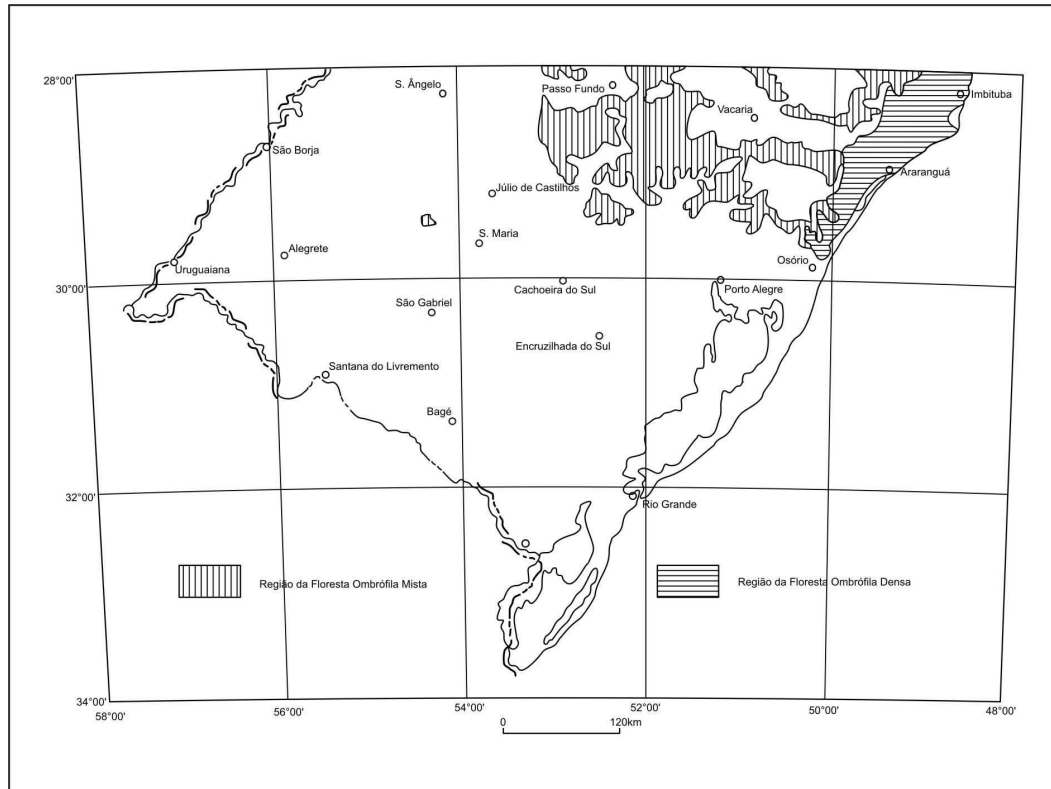 28°00'
S. Ângelo
Passo Fundo
Imbituba
Vacaria
São Borja
Araranguá
Júlio de Castilhos
S. Maria
Alegrete
Osório
Uruguaiana
30°00'
Cachoeira do Sul
Porto Alegre
São Gabriel
Encruzilhada do Sul
Santana do Livremento
Bagé
32°00'
Rio Grande
Região da Floresta Ombrófila Mista
Região da Floresta Ombrófila Densa
34°00'
58°00'
56°00'
54°00'
52°00'
50°00'
48°00'
0
120km